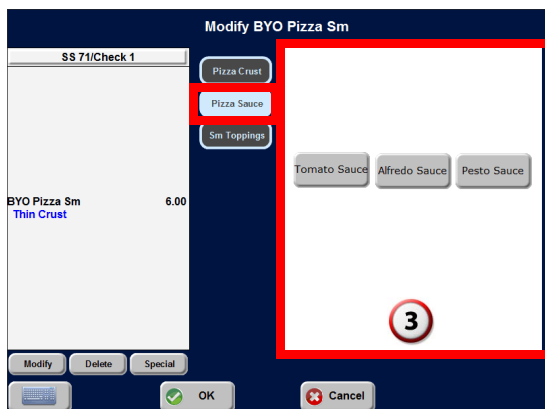 Modify BYO Pizza Sm
SS 71/Check 1
BYO Pizza Sm 6.00
Thin Crust
Pizza Crust
Pizza Sauce
Sm Toppings
Tomato Sauce Alfredo Sauce Pesto Sauce
3
Modify Delete Special
OK Cancel